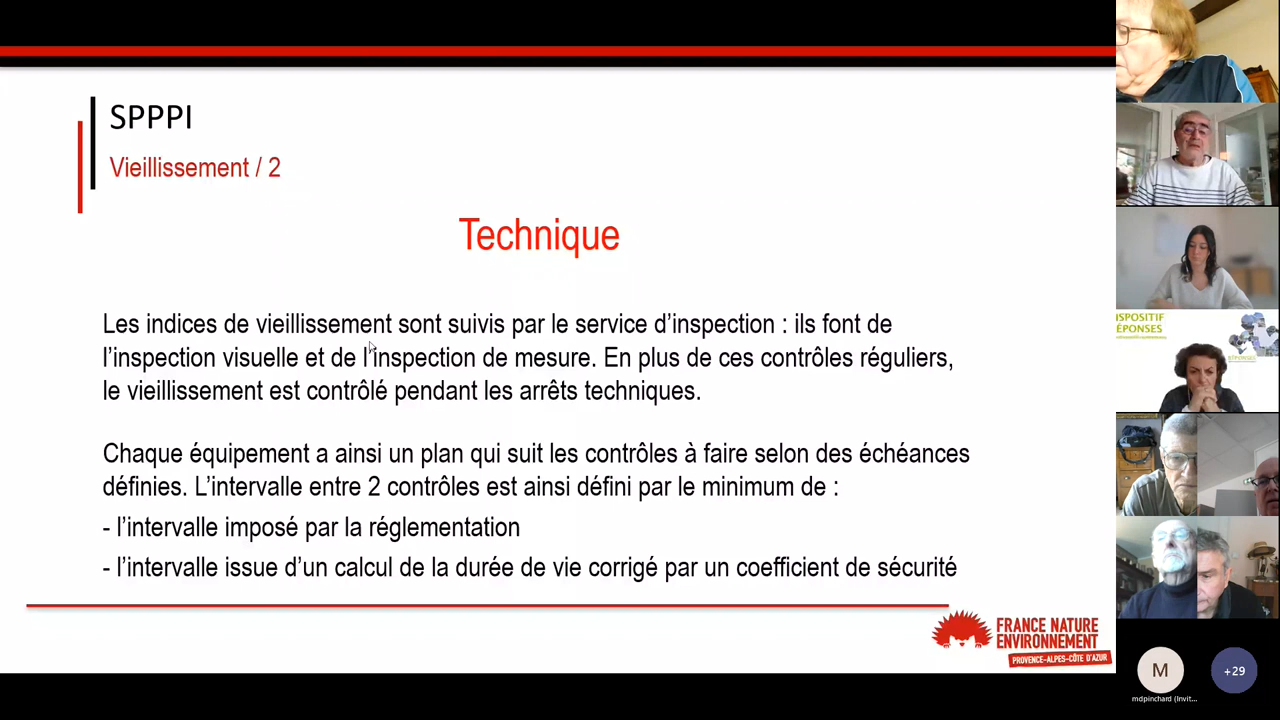 SPPPI
Vieillissement / 2
Technique
Les indices de vieillissement sont suivis par le service d’inspection : ils font de
l’inspection visuelle et de l’inspection de mesure. En plus de ces contrôles réguliers,
le vieillissement est contrôlé pendant les arrêts techniques.
Chaque équipement a ainsi un plan qui suit les contrôles à faire selon des échéances
définies. L’intervalle entre 2 contrôles est ainsi défini par le minimum de :
- l’intervalle imposé par la réglementation
- l’intervalle issue d’un calcul de la durée de vie corrigé par un coefficient de sécurité
FRANCE NATURE
ENVIRONNEMENT
PROVENCE-ALPES-CÔTE D'AZUR
ISPOSITIF
ÉPONSES
RÉPONSES
M
+29
mdpinchard (Invit...